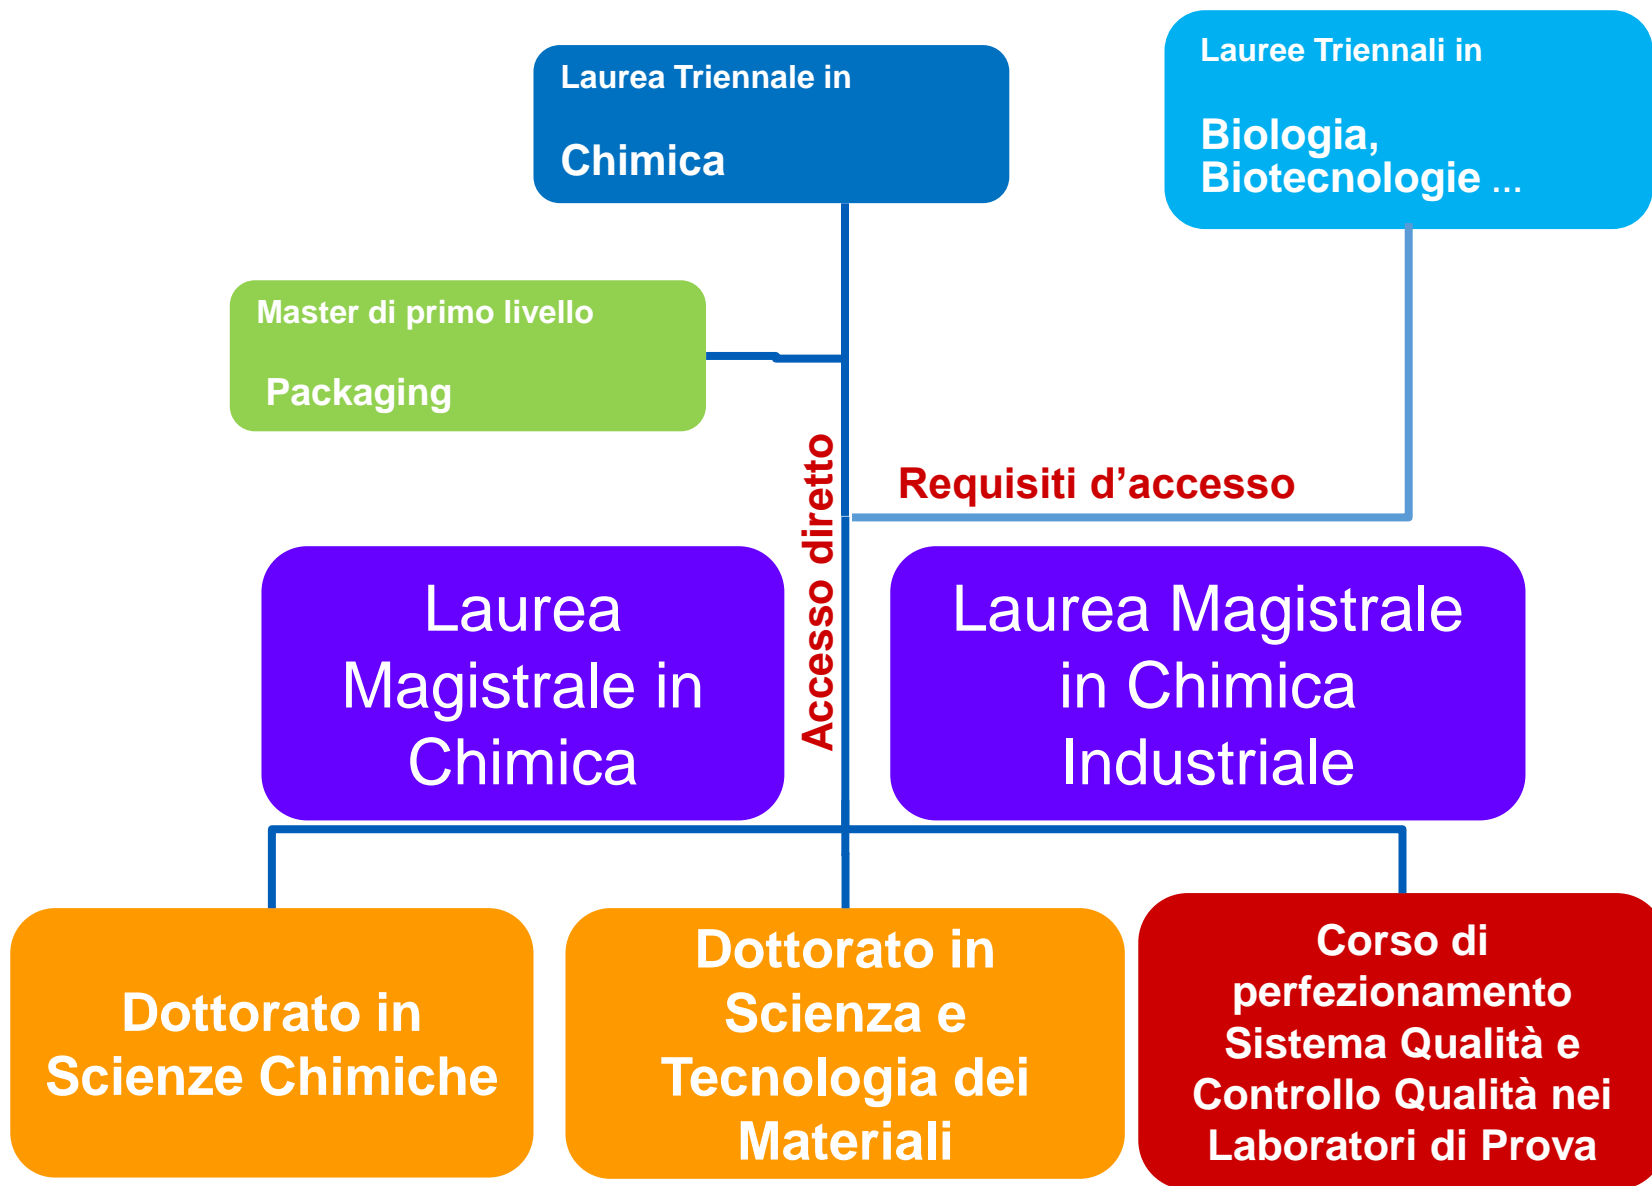 Laurea Triennale in
Chimica
Lauree Triennali in
Biologia,
Biotecnologie ...
Master di primo livello
Packaging
Accesso diretto
Requisiti d’accesso
Laurea
Magistrale in
Chimica
Laurea Magistrale
in Chimica
Industriale
Dottorato in
Scienze Chimiche
Dottorato in
Scienza e
Tecnologia dei
Materiali
Corso di
perfezionamento
Sistema Qualità e
Controllo Qualità nei
Laboratori di Prova